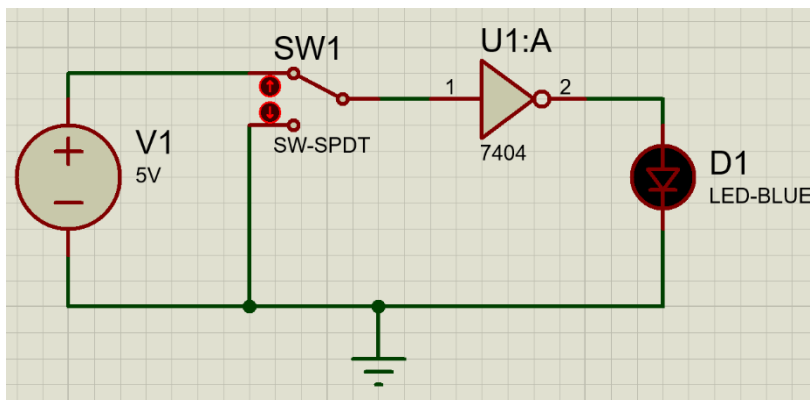 SW1
SW-SPDT
V1
5V
U1:A
1
2
7404
D1
LED-BLUE